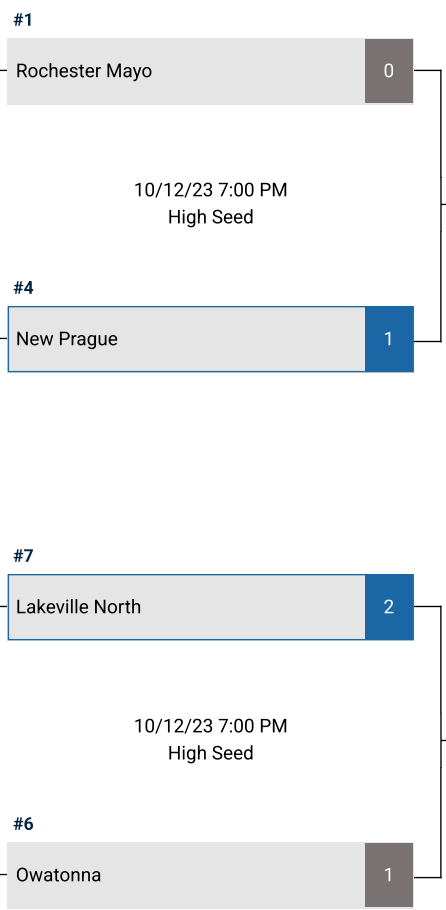 #1
Rochester Mayo 0
10/12/23 7:00 PM
High Seed
#4
New Prague 1
#7
Lakeville North 2
10/12/23 7:00 PM
High Seed
#6
Owatonna 1